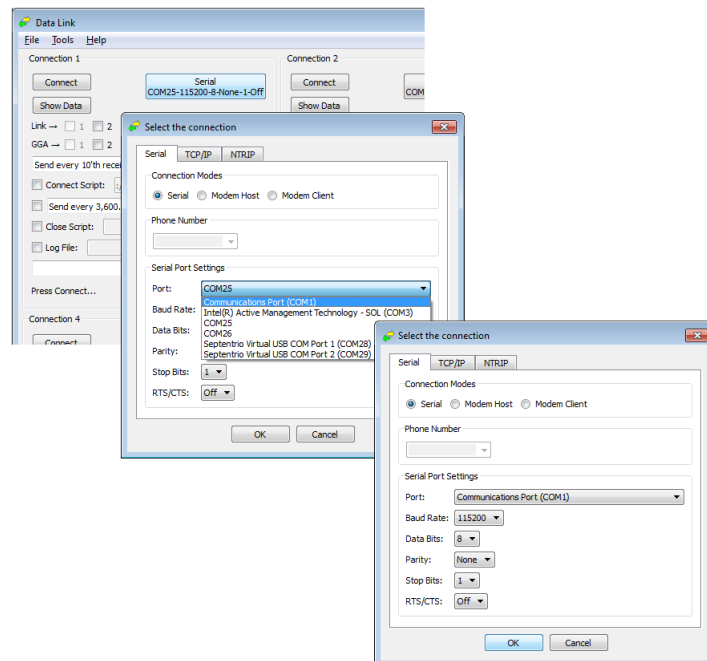 Data Link
File Tools Help
Connection 1
Connection 2
Connect
Serial
COM25-115200-8-None-1-Off
Connect
COM
Show Data
Show Data
Link → 1 2
GGA → 1 2
Send every 10'th recei
Connect Script:
Send every 3,600.
Close Script:
Log File:
Press Connect...
Connection 4
Connect
Select the connection
Serial TCP/IP NTRIP
Connection Modes
Serial Modem Host Modem Client
Phone Number
Serial Port Settings
Port: COM25
Communications Port (COM1)
Intel(R) Active Management Technology - SOL (COM3)
COM25
COM26
Septentrio Virtual USB COM Port 1 (COM28)
Septentrio Virtual USB COM Port 2 (COM29)
Baud Rate:
Data Bits:
Parity:
Stop Bits: 1
RTS/CTS: Off
OK Cancel
Select the connection
Serial TCP/IP NTRIP
Connection Modes
Serial Modem Host Modem Client
Phone Number
Serial Port Settings
Port: Communications Port (COM1)
Baud Rate: 115200
Data Bits: 8
Parity: None
Stop Bits: 1
RTS/CTS: Off
OK Cancel